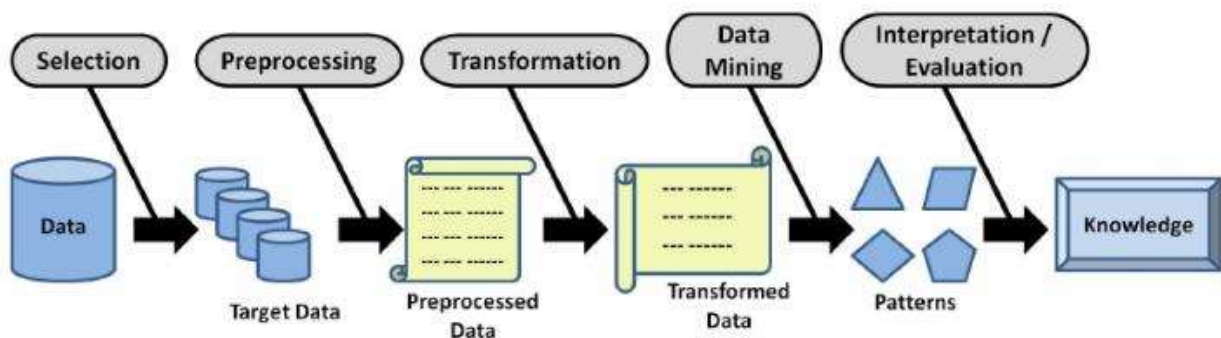 Selection
Preprocessing
Transformation
Data
Mining
Interpretation /
Evaluation
Data
Target Data
Preprocessed
Data
Transformed
Data
Patterns
Knowledge